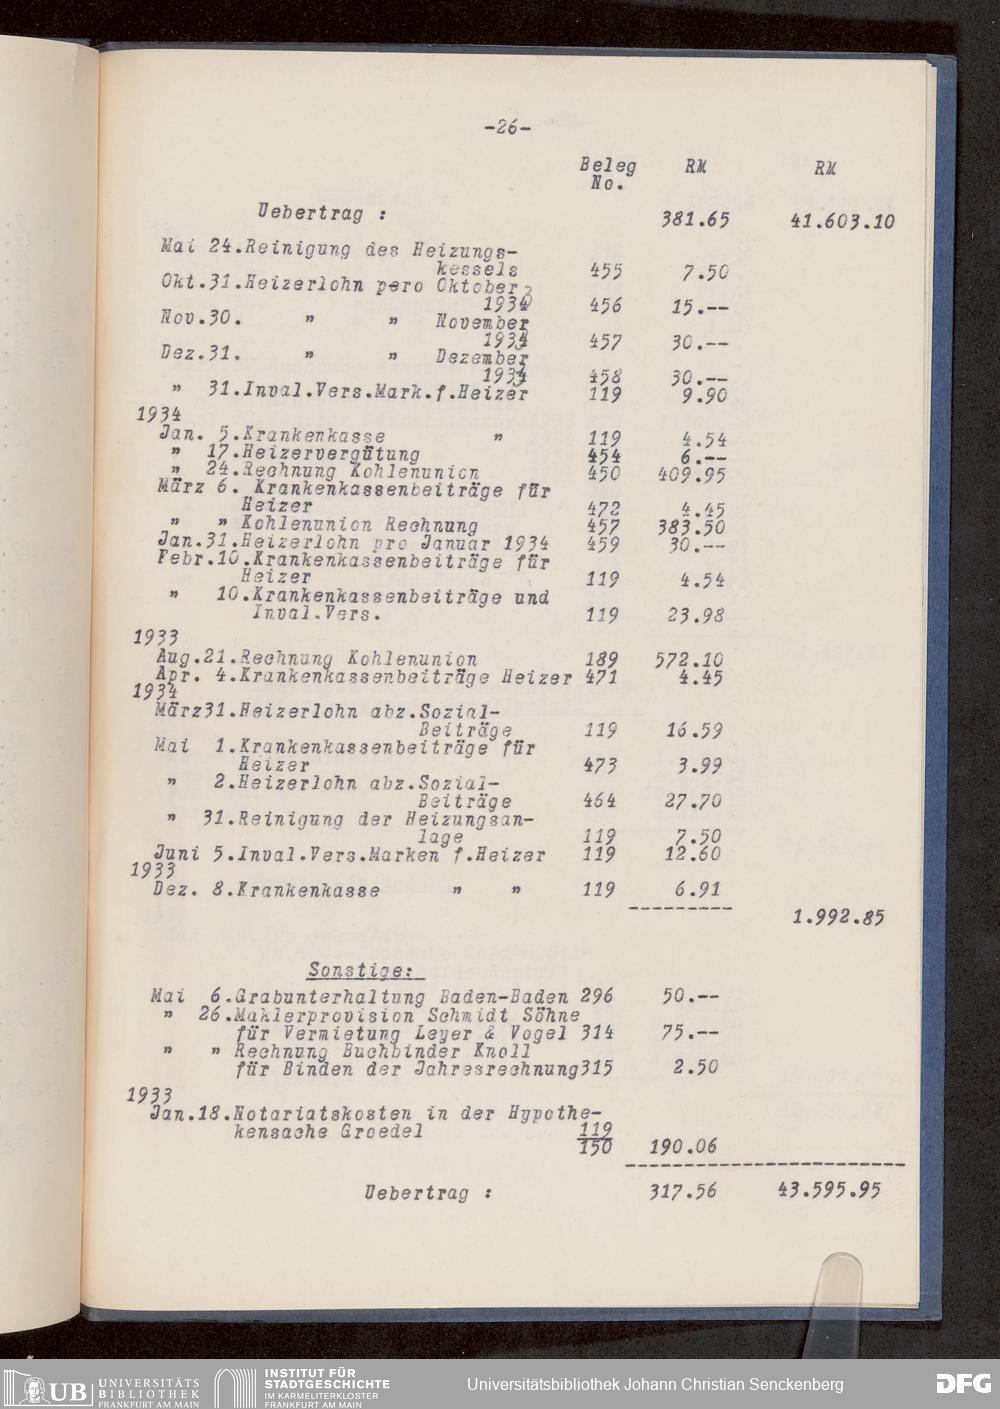 -26-
Beleg RM RM
No.
Uebertrag : 381.65 41.603.10
Mai 24.Reinigung des Heizungs-
kessels 455 7.50
Okt.31.Heizerlohn pero Oktober
1934 456 15.--
Nov.30. " " November
1934 457 30.--
Dez.31. " " Dezember
1934 458 30.--
" 31.Inval.Vers.Mark.f.Heizer 119 9.90
1934
Jan. 5.Krankenkasse " 119 4.54
" 17.Heizervergütung 454 6.--
" 24.Rechnung Kohlenunion 450 409.95
März 6. Krankenkassenbeiträge für
Heizer 472 4.45
" " Kohlenunion Rechnung 457 383.50
Jan.31.Heizerlohn pro Januar 1934 459 30.--
Febr.10.Krankenkassenbeiträge für
Heizer 119 4.54
" 10.Krankenkassenbeiträge und
Inval.Vers. 119 23.98
1933
Aug.21.Rechnung Kohlenunion 189 572.10
Apr. 4.Krankenkassenbeiträge Heizer 471 4.45
1934
März31.Heizerlohn abz.Sozial-
Beiträge 119 16.59
Mai 1.Krankenkassenbeiträge für
Heizer 473 3.99
" 2.Heizerlohn abz.Sozial-
Beiträge 464 27.70
" 31.Reinigung der Heizungsan-
lage 119 7.50
Juni 5.Inval.Vers.Marken f.Heizer 119 12.60
1933
Dez. 8.Krankenkasse " " 119 6.91
1.992.85
Sonstige:
Mai 6.Grabunterhaltung Baden-Baden 296 50.--
" 26.Maklerprovision Schmidt Söhne
für Vermietung Leyer & Vogel 314 75.--
" " Rechnung Buchbinder Knoll
für Binden der Jahresrechnung315 2.50
1933
Jan.18.Notariatskosten in der Hypothe-
kensache Groedel 119
150 190.06
Uebertrag : 317.56 43.595.95
UB UNIVERSITÄTS BIBLIOTHEK FRANKFURT AM MAIN
INSTITUT FÜR STADTGESCHICHTE IM KARMELITERKLOSTER FRANKFURT AM MAIN
Universitätsbibliothek Johann Christian Senckenberg
DFG